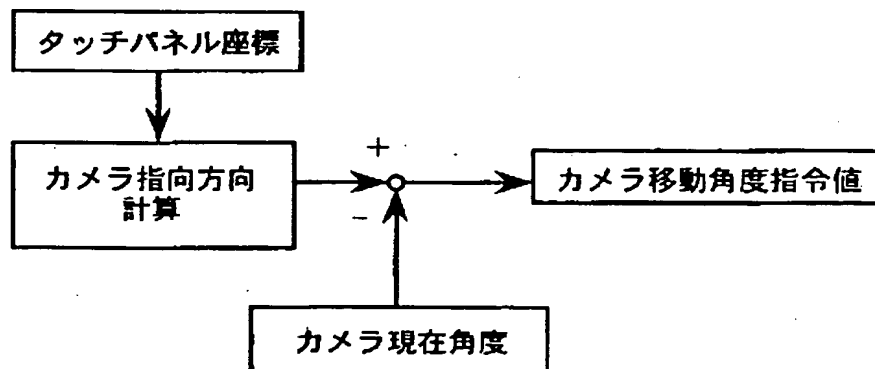 タッチパネル座標
カメラ指向方向
計算
+
-
カメラ移動角度指令値
カメラ現在角度